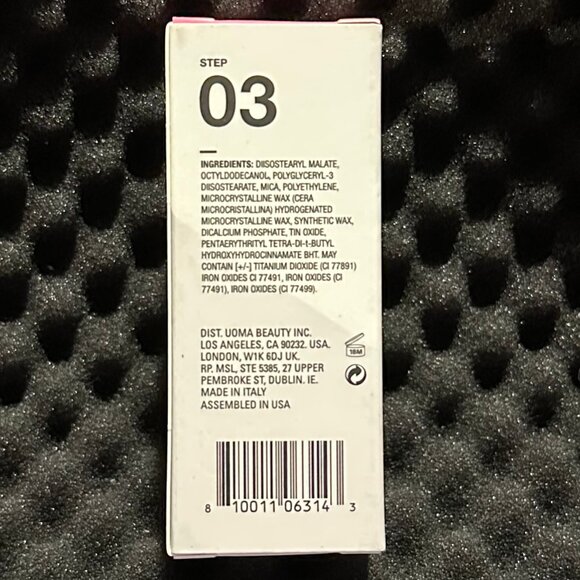 STEP
03
INGREDIENTS: DIISOSTEARYL MALATE,
OCTYLDODECANOL, POLYGLYCERYL-3
DIISOSTEARATE, MICA, POLYETHYLENE,
MICROCRYSTALLINE WAX (CERA
MICROCRISTALLINA) HYDROGENATED
MICROCRYSTALLINE WAX, SYNTHETIC WAX,
DICALCIUM PHOSPHATE, TIN OXIDE,
PENTAERYTHRITYL TETRA-DI-t-BUTYL
HYDROXYHYDROCINNAMATE BHT. MAY
CONTAIN [+/-] TITANIUM DIOXIDE (CI 77891)
IRON OXIDES CI 77491, IRON OXIDES (CI
77491), IRON OXIDES (CI 77499).
DIST. UOMA BEAUTY INC.
LOS ANGELES, CA 90232. USA.
LONDON, W1K 6DJ UK.
RP. MSL, STE 5385, 27 UPPER
PEMBROKE ST, DUBLIN. IE.
MADE IN ITALY
ASSEMBLED IN USA
18M
8 10011 06314 3